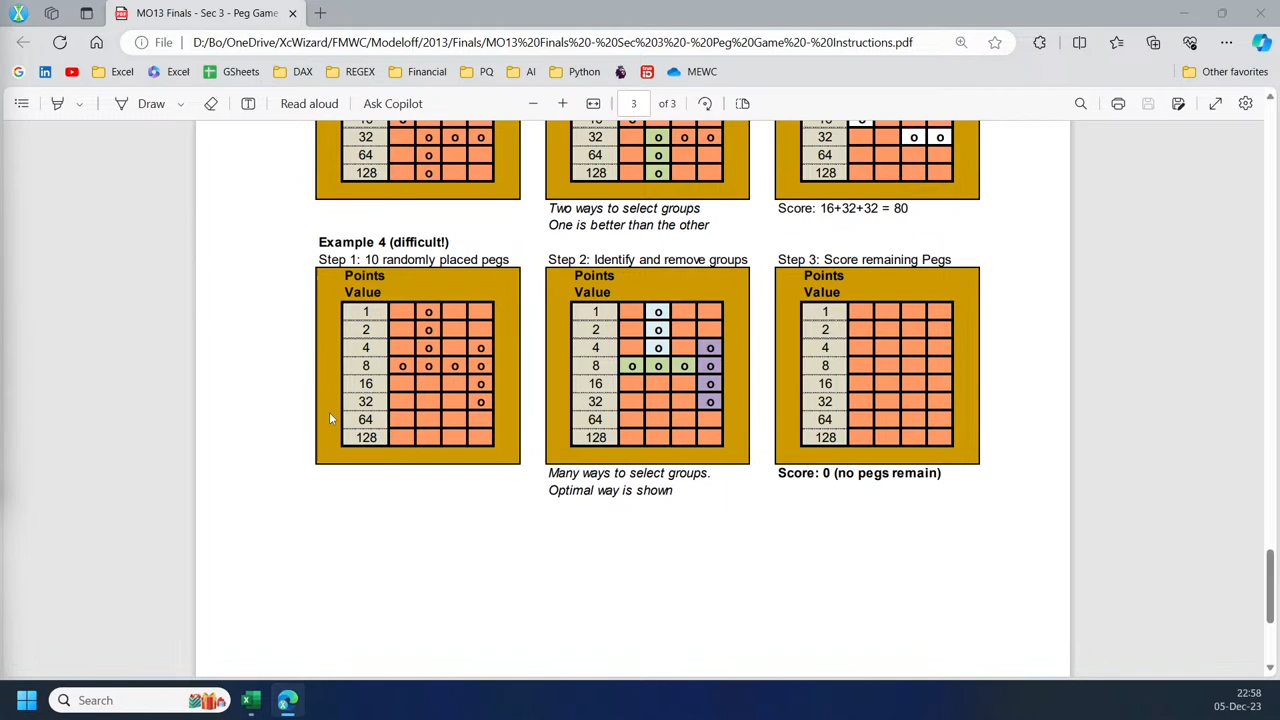 MO13 Finals - Sec 3 - Peg Game
File
D:/Bo/OneDrive/XcWizard/FMWC/Modeloff/2013/Finals/MO13%20Finals%20-%20Sec%203%20-%20Peg%20Game%20-%20Instructions.pdf
Excel
Excel
GSheets
DAX
REGEX
Financial
PQ
AI
Python
MEWC
Other favorites
Draw
Read aloud
Ask Copilot
3
of 3
32 o o o
64 o
128 o
32 o o o
64 o
128 o
32 o o
64
128
Two ways to select groups
One is better than the other
Score: 16+32+32 = 80
Example 4 (difficult!)
Step 1: 10 randomly placed pegs
Points
Value
1 o
2 o
4 o o
8 o o o o
16 o
32 o
64
128
Step 2: Identify and remove groups
Points
Value
1 o
2 o
4 o o
8 o o o o
16 o
32 o
64
128
Many ways to select groups.
Optimal way is shown
Step 3: Score remaining Pegs
Points
Value
1
2
4
8
16
32
64
128
Score: 0 (no pegs remain)
Search
22:58
05-Dec-23